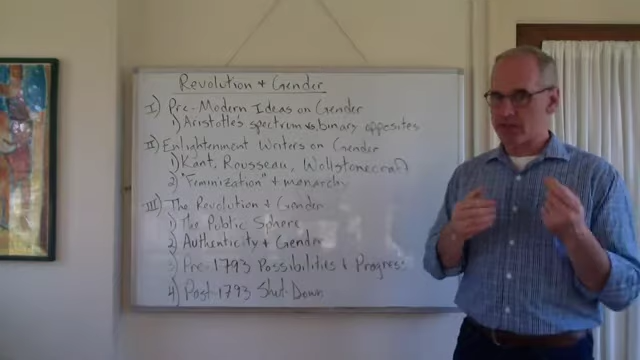 Revolution + Gender
I) Pre-Modern Ideas on Gender
1) Aristotle's spectrum vs binary opposites
II) Enlightenment Writers on Gender
1) Kant, Rousseau, Wollstonecraft
2) "Feminization" + monarchy
III) The Revolution + Gender
1) The Public Sphere
2) Authenticity + Gender
3) Pre-1793 Possibilities + Progress
4) Post-1793 Shut-Down